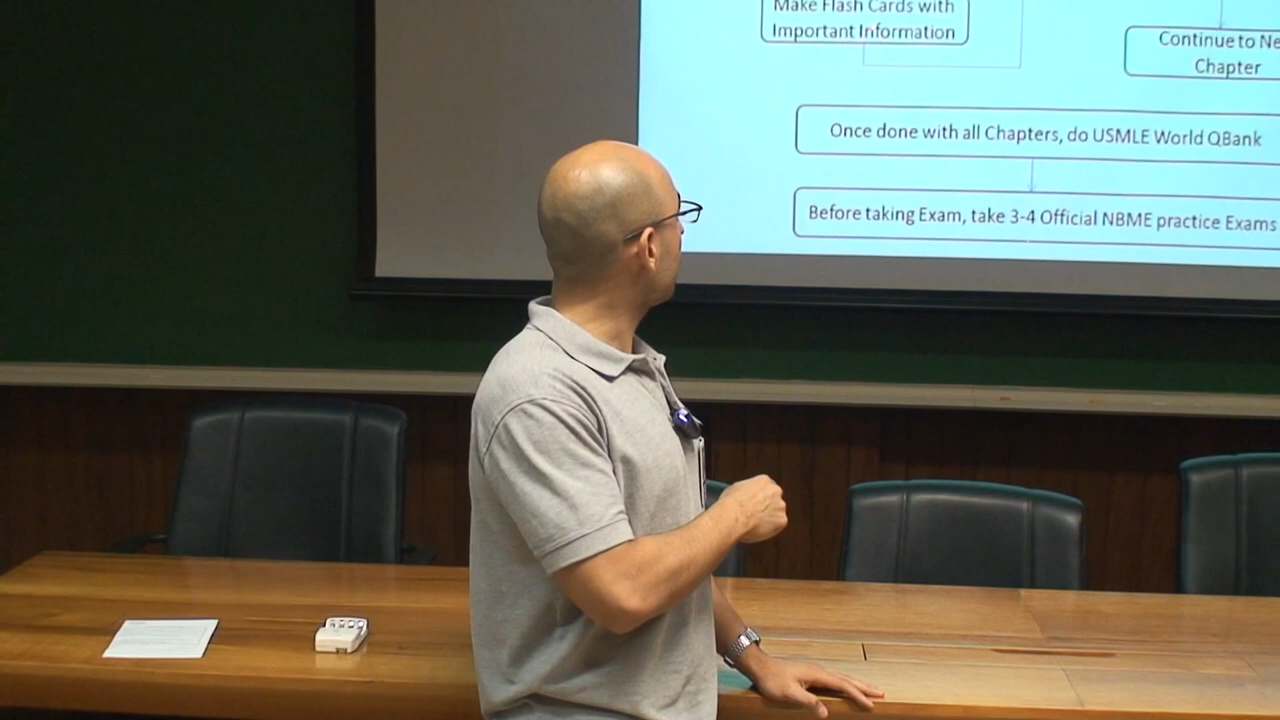 Make Flash Cards with
Important Information
Continue to Ne
Chapter
Once done with all Chapters, do USMLE World QBank
Before taking Exam, take 3-4 Official NBME practice Exams